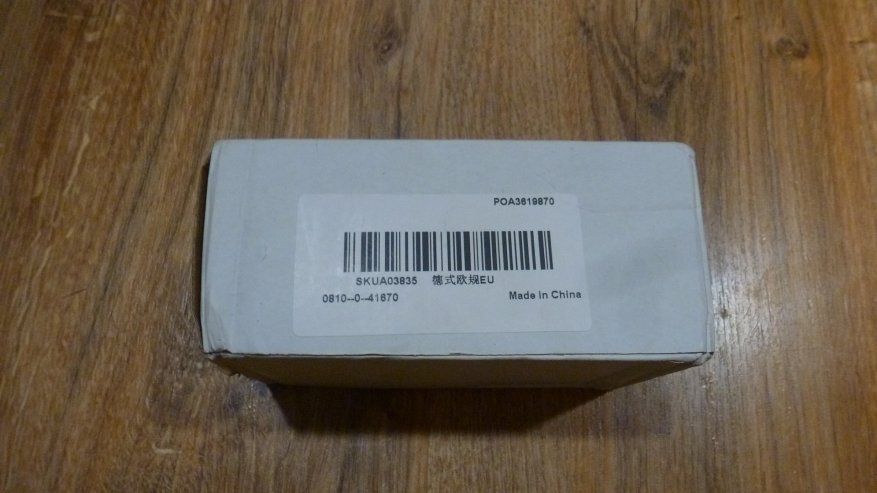 POA3619870
SKUA03835 德式欧规EU
0810--0--41670
Made in China